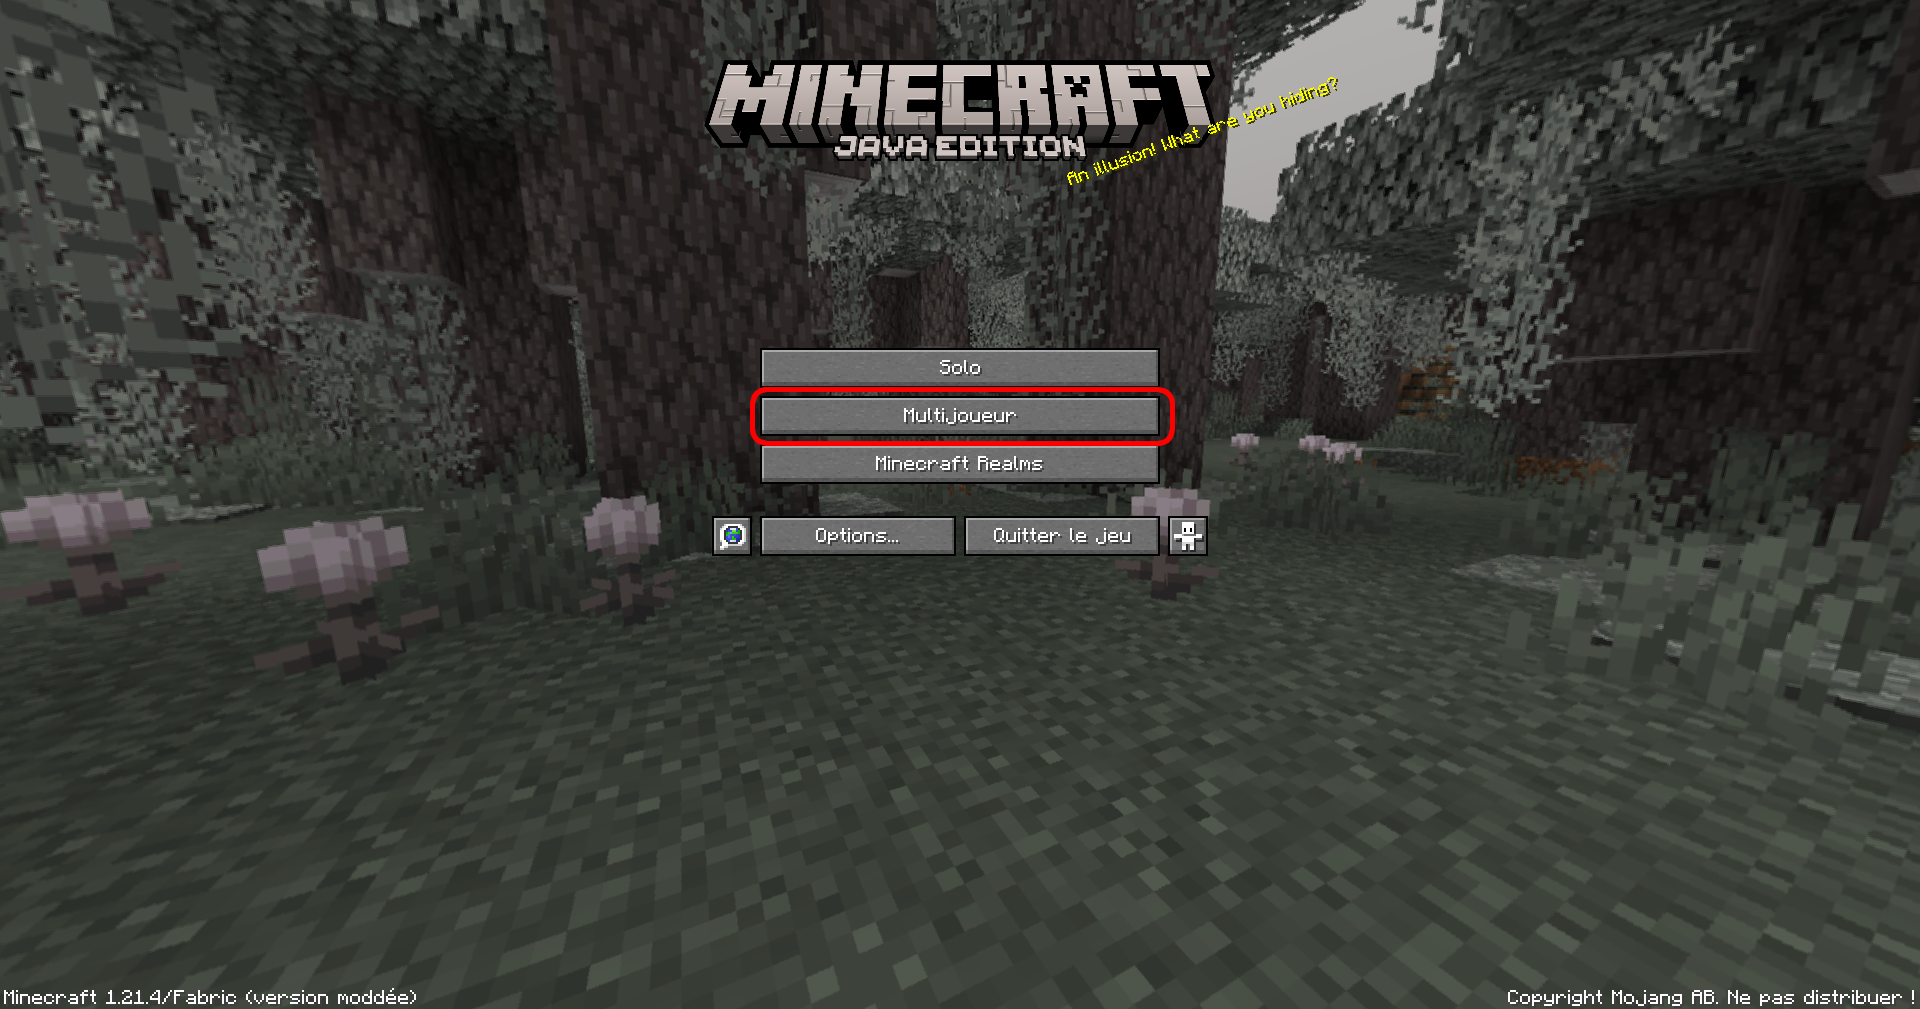 MINECRAFT
JAVA EDITION
An illusion! What are you hiding?
Solo
Multijoueur
Minecraft Realms
Options...
Quitter le jeu
Minecraft 1.21.4/Fabric (version moddée)
Copyright Mojang AB. Ne pas distribuer !